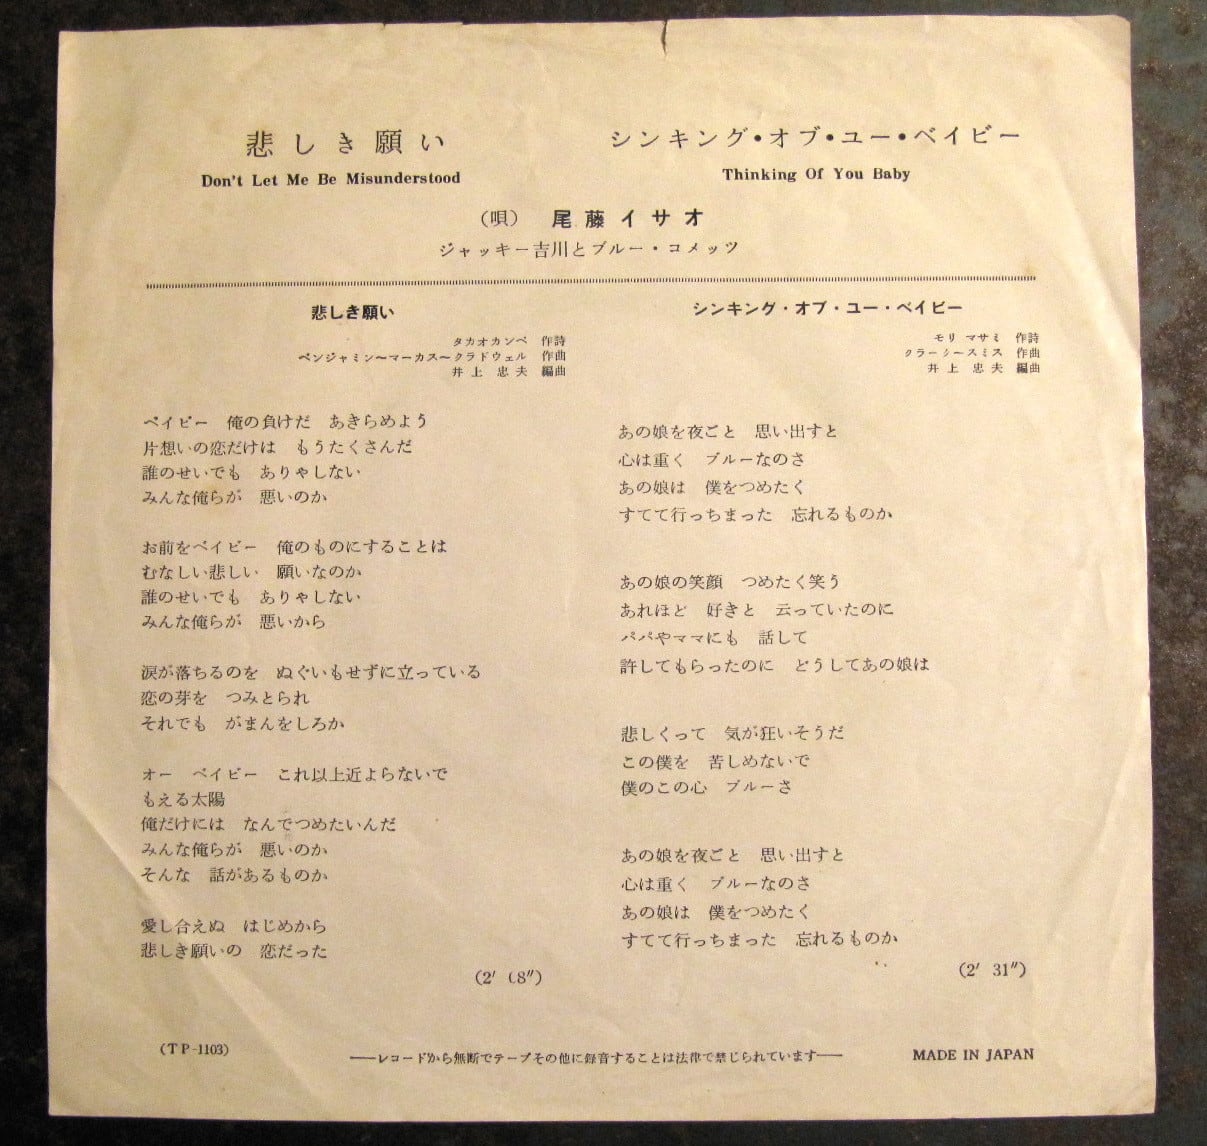 悲しき願い
Don't Let Me Be Misunderstood
シンキング・オブ・ユー・ベイビー
Thinking Of You Baby
（唄） 尾藤イサオ
ジャッキー吉川とブルー・コメッツ
悲しき願い
タカオカンベ 作詩
ベンジャミン～マーカス～クラドウェル 作曲
井上忠夫 編曲
ベイビー 俺の負けだ あきらめよう
片想いの恋だけは もうたくさんだ
誰のせいでも ありゃしない
みんな俺らが 悪いのか
お前をベイビー 俺のものにすることは
むなしい悲しい 願いなのか
誰のせいでも ありゃしない
みんな俺らが 悪いから
涙が落ちるのを ぬぐいもせずに立っている
恋の芽を つみとられ
それでも がまんをしろか
オー ベイビー これ以上近よらないで
もえる太陽
俺だけには なんでつめたいんだ
みんな俺らが 悪いのか
そんな 話があるものか
愛し合えぬ はじめから
悲しき願いの 恋だった
(2′ 08″)
シンキング・オブ・ユー・ベイビー
モリ マサミ 作詩
クラーシースミス 作曲
井上忠夫 編曲
あの娘を夜ごと 思い出すと
心は重く ブルーなのさ
あの娘は 僕をつめたく
すてて行っちまった 忘れるものか
あの娘の笑顔 つめたく笑う
あれほど 好きと 云っていたのに
パパやママにも 話して
許してもらったのに どうしてあの娘は
悲しくって 気が狂いそうだ
この僕を 苦しめないで
僕のこの心 ブルーさ
あの娘を夜ごと 思い出すと
心は重く ブルーなのさ
あの娘は 僕をつめたく
すてて行っちまった 忘れるものか
(2′ 31″)
(TP-1103)
——レコードから無断でテープその他に録音することは法律で禁じられています——
MADE IN JAPAN